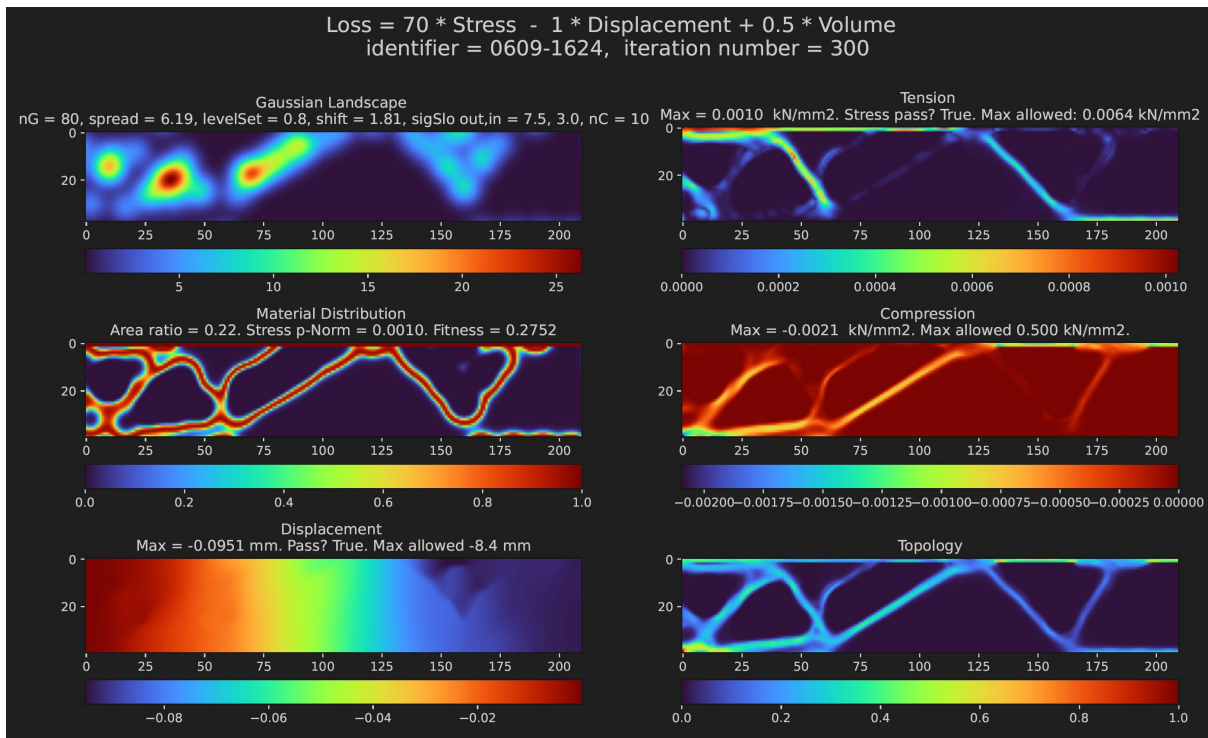 Loss = 70 * Stress  -  1 * Displacement + 0.5 * Volume
identifier = 0609-1624,  iteration number = 300
Gaussian Landscape
nG = 80, spread = 6.19, levelSet = 0.8, shift = 1.81, sigSlo out,in = 7.5, 3.0, nC = 10
0
20
0 25 50 75 100 125 150 175 200
5 10 15 20 25
Tension
Max = 0.0010  kN/mm2. Stress pass? True. Max allowed: 0.0064 kN/mm2
0
20
0 25 50 75 100 125 150 175 200
0.0000 0.0002 0.0004 0.0006 0.0008 0.0010
Material Distribution
Area ratio = 0.22. Stress p-Norm = 0.0010. Fitness = 0.2752
0
20
0 25 50 75 100 125 150 175 200
0.0 0.2 0.4 0.6 0.8 1.0
Compression
Max = -0.0021  kN/mm2. Max allowed 0.500 kN/mm2.
0
20
0 25 50 75 100 125 150 175 200
−0.00200 −0.00175 −0.00150 −0.00125 −0.00100 −0.00075 −0.00050 −0.00025 0.00000
Displacement
Max = -0.0951 mm. Pass? True. Max allowed -8.4 mm
0
20
0 25 50 75 100 125 150 175 200
−0.08 −0.06 −0.04 −0.02
Topology
0
20
0 25 50 75 100 125 150 175 200
0.0 0.2 0.4 0.6 0.8 1.0